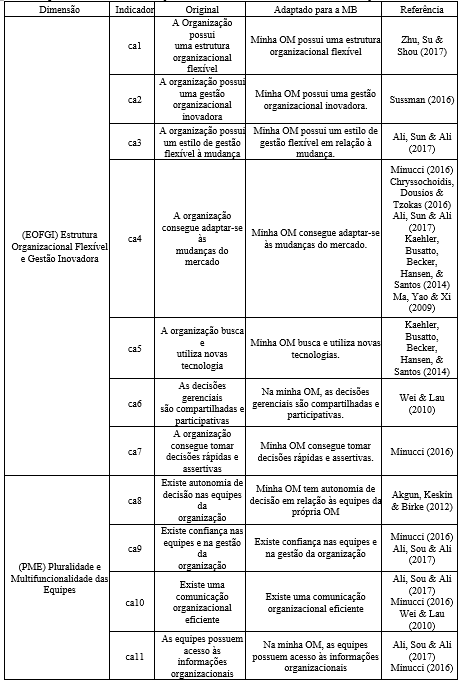 Dimensão Indicador Original Adaptado para a MB Referência
(EOFGI) Estrutura
Organizacional Flexível
e Gestão Inovadora
ca1
A Organização
possui
uma estrutura
organizacional
flexível
Minha OM possui uma estrutura
organizacional flexível
Zhu, Su &
Shou (2017)
ca2
A organização possui
uma gestão
organizacional
inovadora
Minha OM possui uma gestão
organizacional inovadora.
Sussman (2016)
ca3
A organização possui
um estilo de gestão
flexível à mudança
Minha OM possui um estilo de
gestão flexível em relação à
mudança.
Ali, Sun & Ali
(2017)
ca4
A organização
consegue adaptar-se
às
mudanças do
mercado
Minha OM consegue adaptar-se
às mudanças do mercado.
Minucci (2016)
Chryssochoidis,
Dousios &
Tzokas (2016)
Ali, Sun & Ali
(2017)
Kaehler,
Busatto,
Becker,
Hansen, &
Santos (2014)
Ma, Yao & Xi
(2009)
ca5
A organização busca
e
utiliza novas
tecnologia
Minha OM busca e utiliza novas
tecnologias.
Kaehler,
Busatto,
Becker,
Hansen, &
Santos (2014)
ca6
As decisões
gerenciais
são compartilhadas e
participativas
Na minha OM, as decisões
gerenciais são compartilhadas e
participativas.
Wei & Lau
(2010)
ca7
A organização
consegue tomar
decisões rápidas e
assertivas
Minha OM consegue tomar
decisões rápidas e assertivas.
Minucci (2016)
(PME) Pluralidade e
Multifuncionalidade das
Equipes
ca8
Existe autonomia de
decisão nas equipes
da
organização
Minha OM tem autonomia de
decisão em relação às equipes da
própria OM
Akgun, Keskin
& Birke (2012)
ca9
Existe confiança nas
equipes e na gestão
da
organização
Existe confiança nas equipes e
na gestão da organização
Minucci (2016)
Ali, Sou & Ali
(2017)
ca10
Existe uma
comunicação
organizacional
eficiente
Existe uma comunicação
organizacional eficiente
Ali, Sou & Ali
(2017)
Minucci (2016)
Wei & Lau
(2010)
ca11
As equipes possuem
acesso às
informações
organizacionais
Na minha OM, as equipes
possuem acesso às informações
organizacionais
Ali, Sou & Ali
(2017)
Minucci (2016)